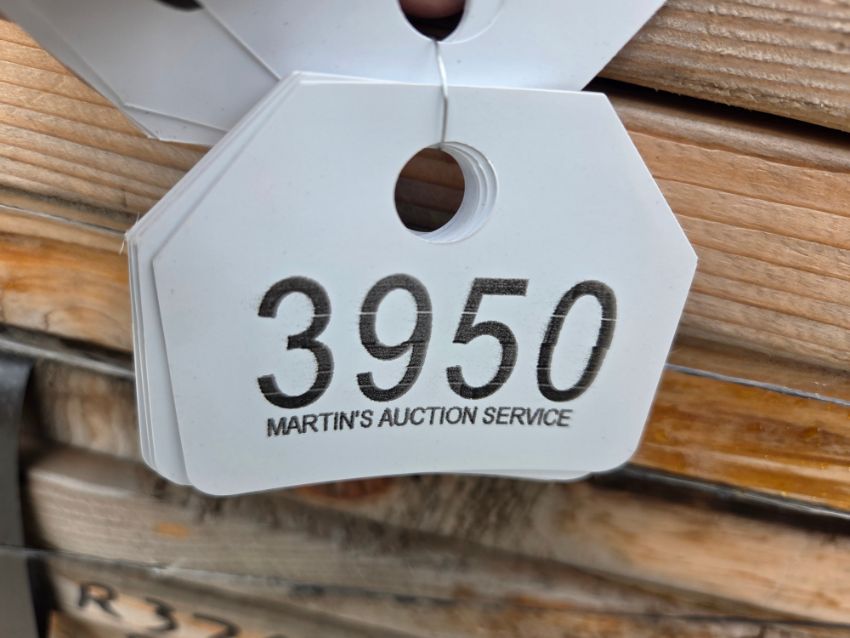 3950
MARTIN'S AUCTION SERVICE